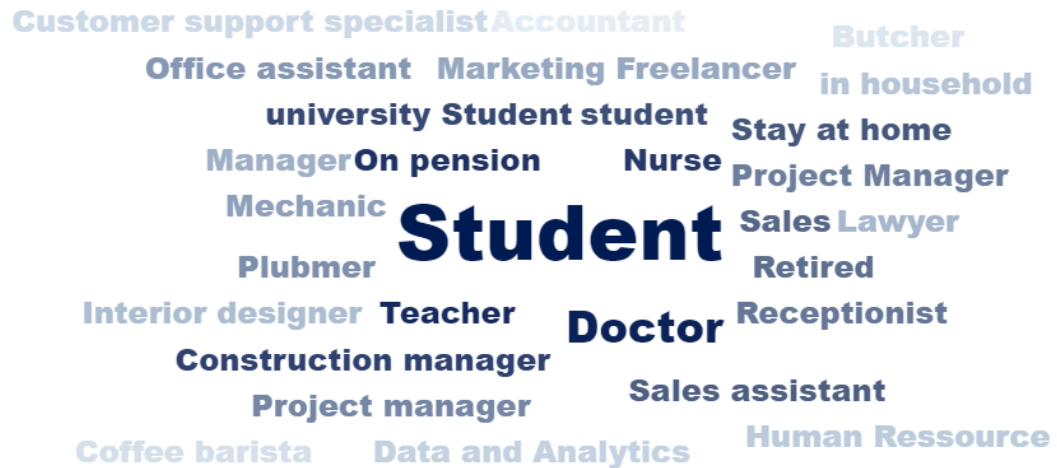 Customer support specialist Accountant
Butcher
Office assistant Marketing Freelancer
in household
university Student student
Stay at home
Manager On pension Nurse
Project Manager
Mechanic
Student
Sales Lawyer
Plubmer
Retired
Interior designer Teacher
Doctor
Receptionist
Construction manager
Sales assistant
Project manager
Human Ressource
Coffee barista Data and Analytics